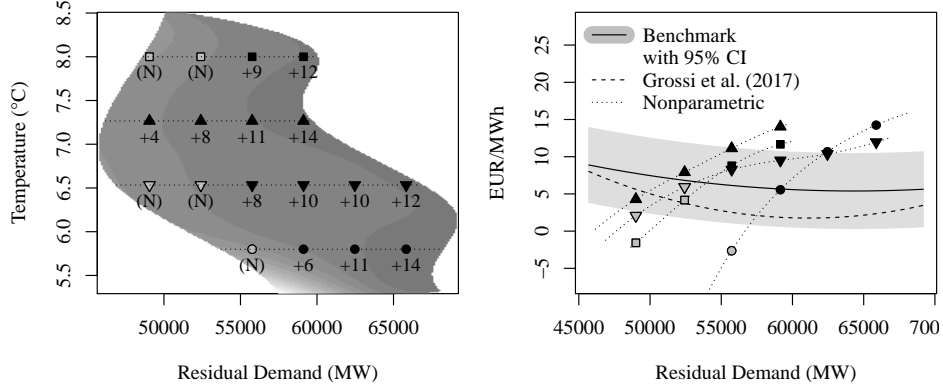 8.5
8.0
7.5
7.0
6.5
6.0
5.5
Temperature (°C)
(N) (N) +9 +12
+4 +8 +11 +14
(N) (N) +8 +10 +10 +12
(N) +6 +11 +14
50000 55000 60000 65000
Residual Demand (MW)
25
20
15
10
5
0
−5
EUR/MWh
Benchmark
with 95% CI
Grossi et al. (2017)
Nonparametric
45000 50000 55000 60000 65000 700
Residual Demand (MW)